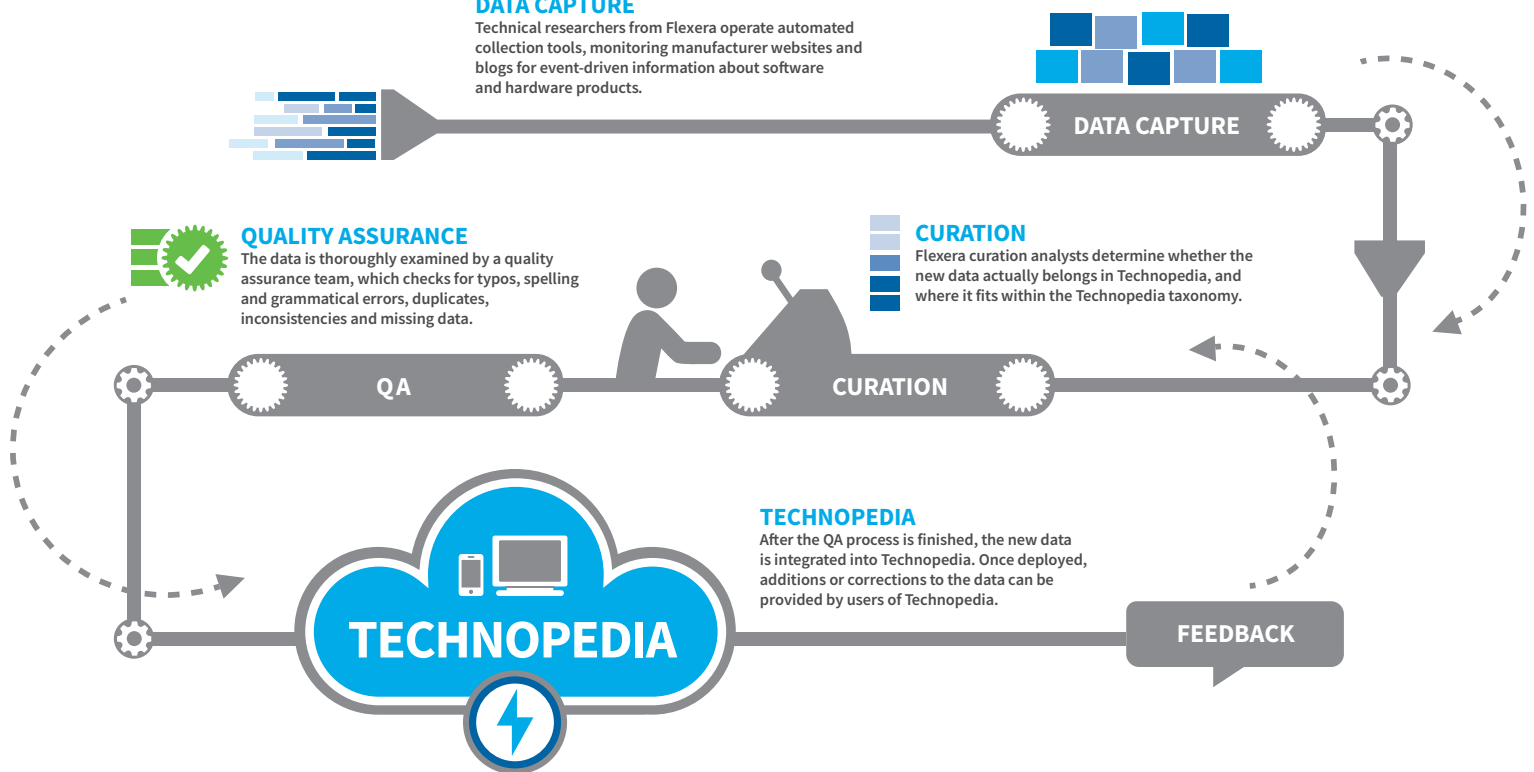 DATA CAPTURE
Technical researchers from Flexera operate automated
collection tools, monitoring manufacturer websites and
blogs for event-driven information about software
and hardware products.
DATA CAPTURE
QUALITY ASSURANCE
The data is thoroughly examined by a quality
assurance team, which checks for typos, spelling
and grammatical errors, duplicates,
inconsistencies and missing data.
CURATION
Flexera curation analysts determine whether the
new data actually belongs in Technopedia, and
where it fits within the Technopedia taxonomy.
QA
CURATION
TECHNOPEDIA
TECHNOPEDIA
After the QA process is finished, the new data
is integrated into Technopedia. Once deployed,
additions or corrections to the data can be
provided by users of Technopedia.
FEEDBACK